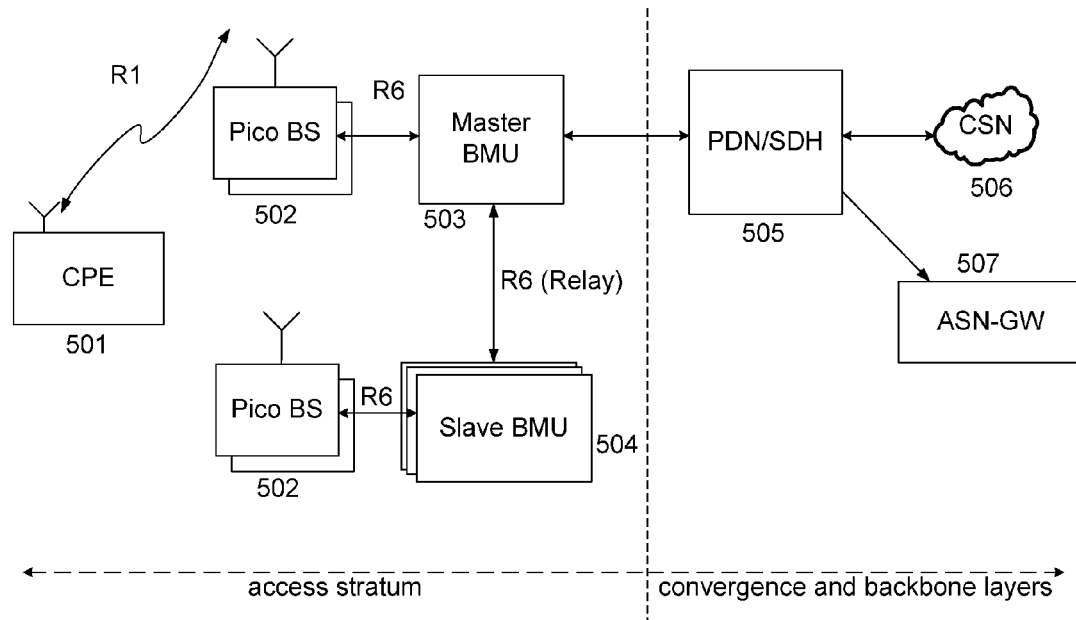 R1
Pico BS
502
R6
Master
BMU
503
PDN/SDH
505
CSN
506
CPE
501
R6 (Relay)
507
ASN-GW
Pico BS
502
R6
Slave BMU
504
access stratum
convergence and backbone layers